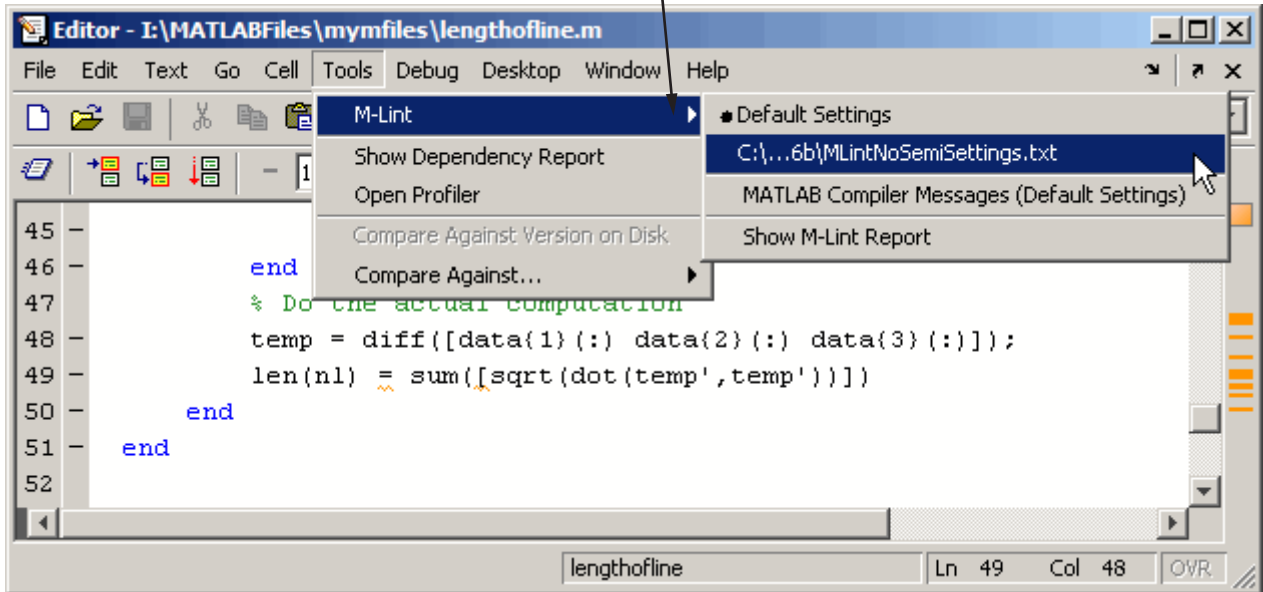 Editor - I:\MATLABFiles\mymfiles\lengthofline.m
File Edit Text Go Cell Tools Debug Desktop Window Help
M-Lint
Default Settings
Show Dependency Report
C:\...6b\MLintNoSemiSettings.txt
Open Profiler
MATLAB Compiler Messages (Default Settings)
Compare Against Version on Disk
Show M-Lint Report
Compare Against...
45 -
46 - end
47 % Do the actual computation
48 - temp = diff([data{1}(:) data{2}(:) data{3}(:)]);
49 - len(nl) = sum([sqrt(dot(temp',temp'))])
50 - end
51 - end
52
lengthofline Ln 49 Col 48 OVR